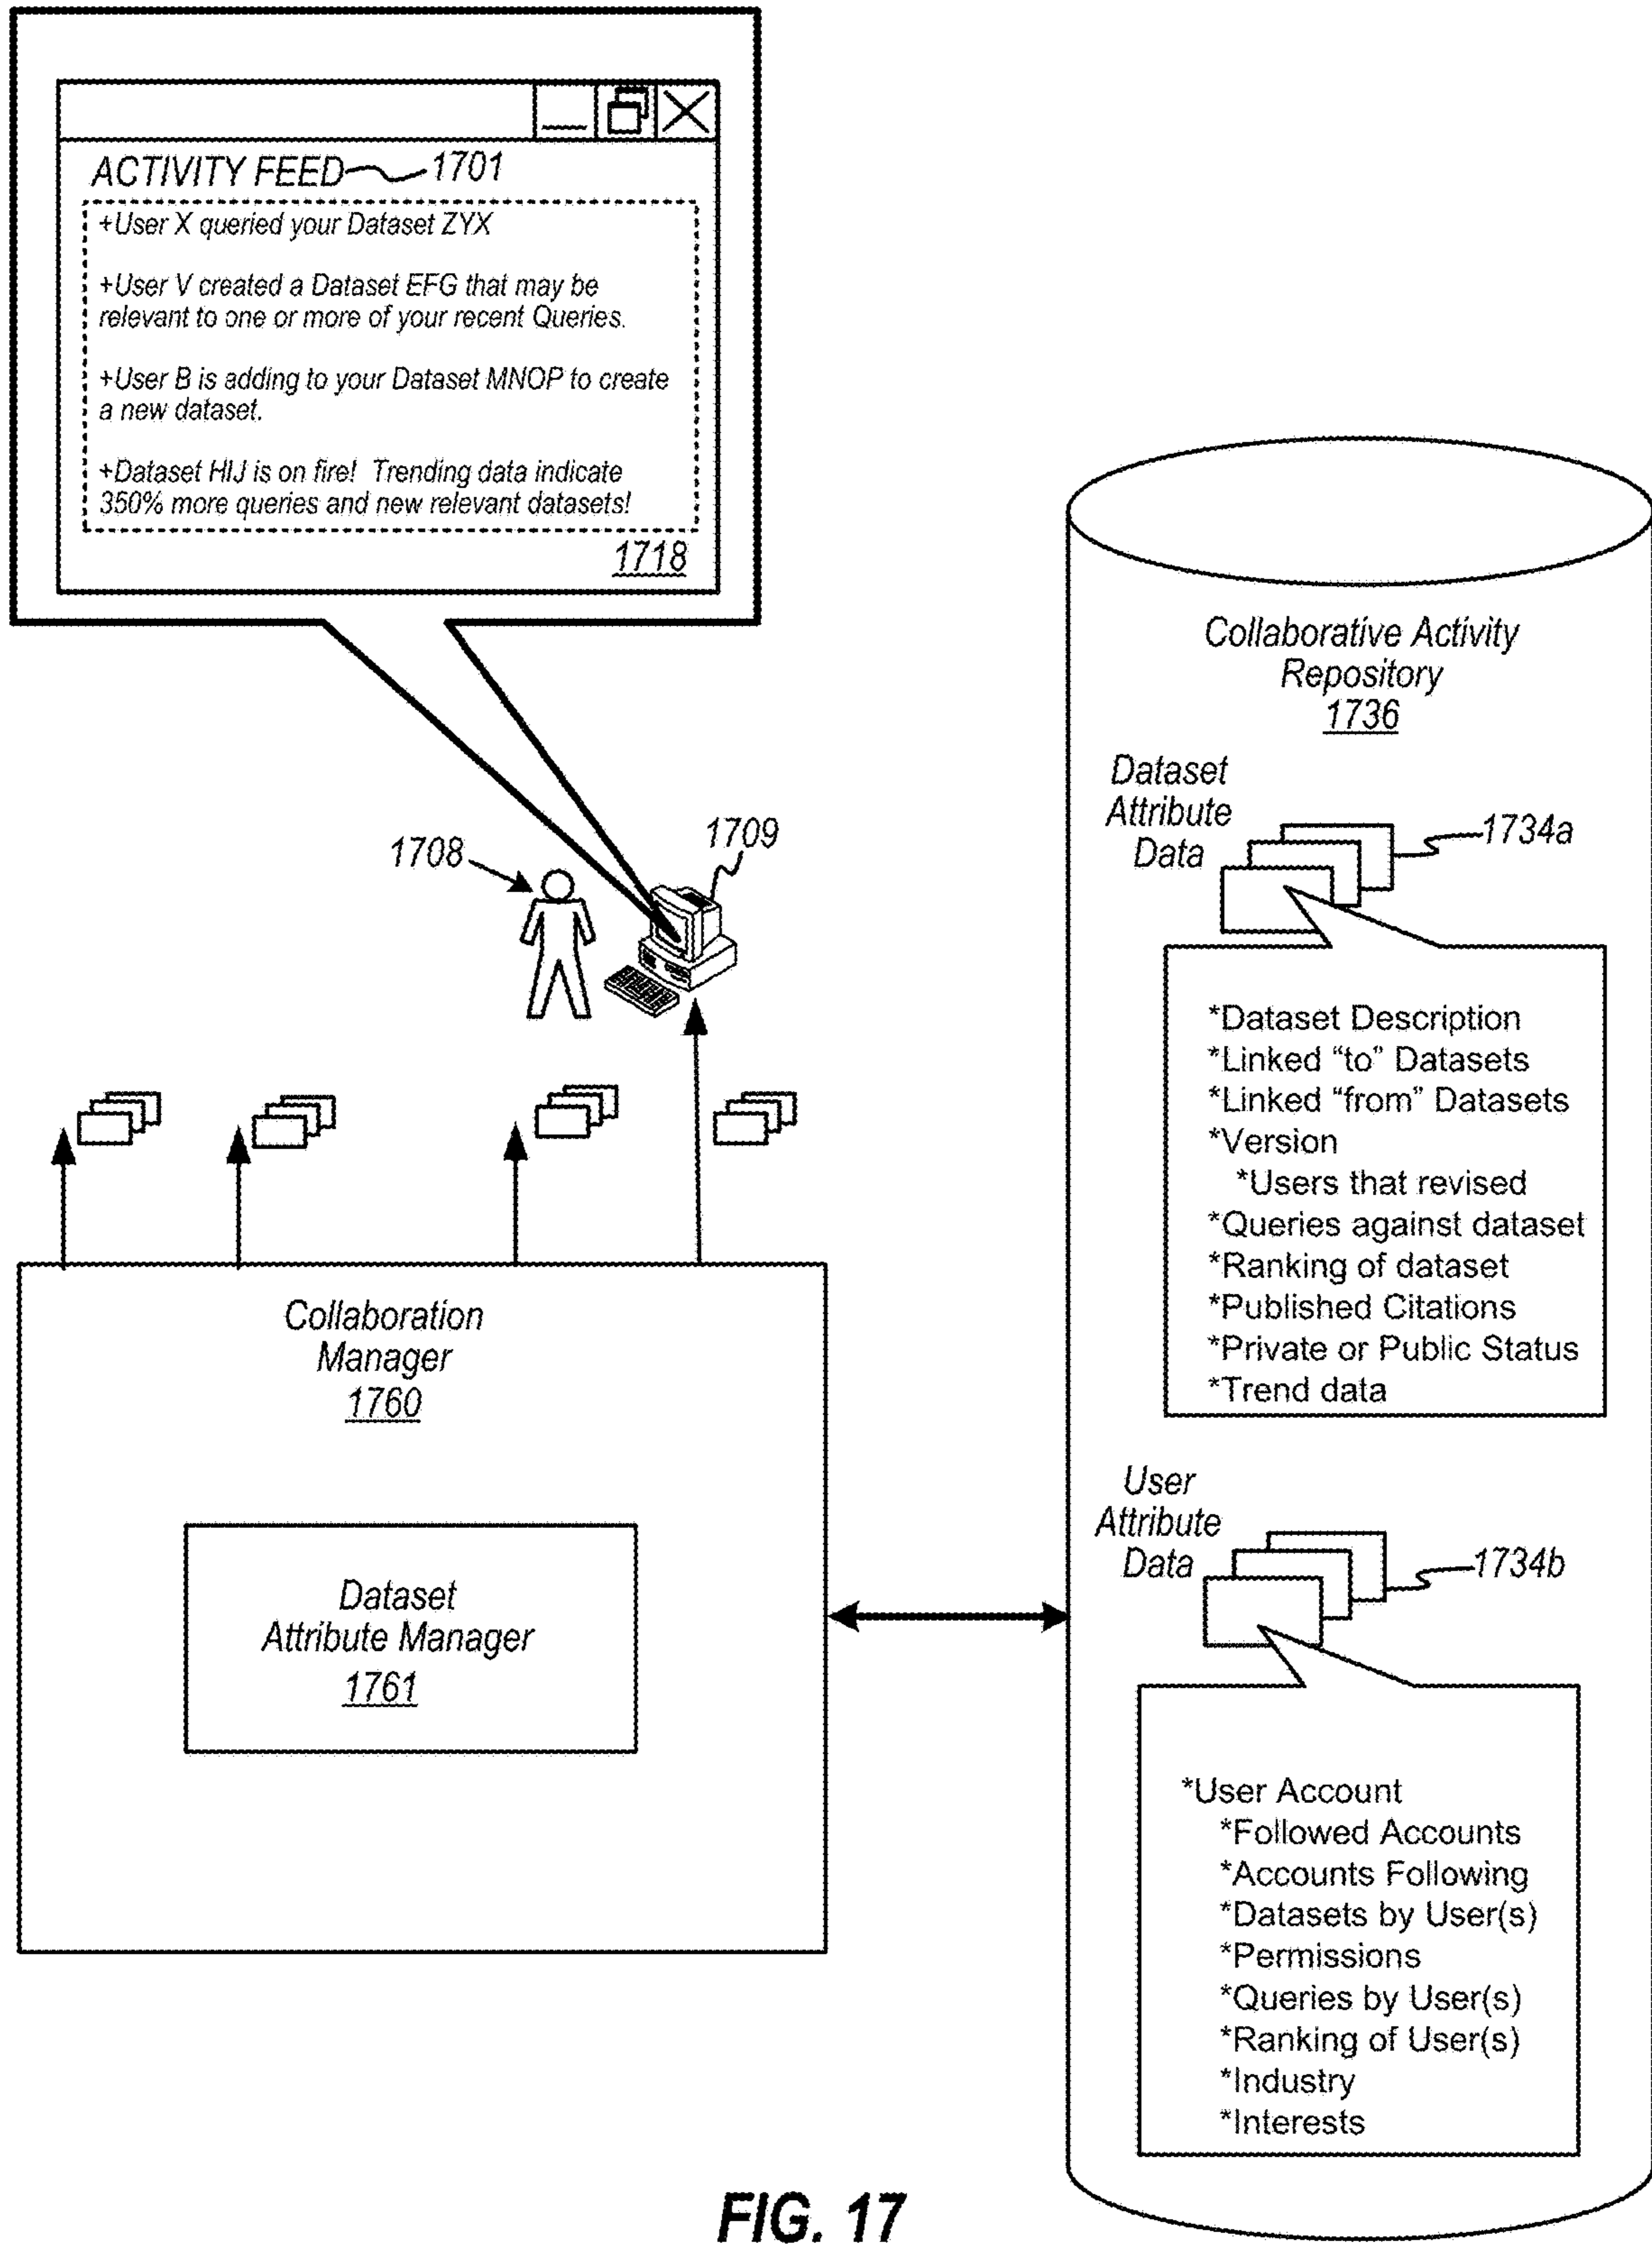 ACTIVITY FEED 1701
+User X queried your Dataset ZYX
+User V created a Dataset EFG that may be
relevant to one or more of your recent Queries.
+User B is adding to your Dataset MNOP to create
a new dataset.
+Dataset HIJ is on fire! Trending data indicate
350% more queries and new relevant datasets!
1718
1708
1709
Collaboration
Manager
1760
Dataset
Attribute Manager
1761
Collaborative Activity
Repository
1736
Dataset
Attribute
Data
1734a
*Dataset Description
*Linked “to” Datasets
*Linked “from” Datasets
*Version
*Users that revised
*Queries against dataset
*Ranking of dataset
*Published Citations
*Private or Public Status
*Trend data
User
Attribute
Data
1734b
*User Account
*Followed Accounts
*Accounts Following
*Datasets by User(s)
*Permissions
*Queries by User(s)
*Ranking of User(s)
*Industry
*Interests
FIG. 17